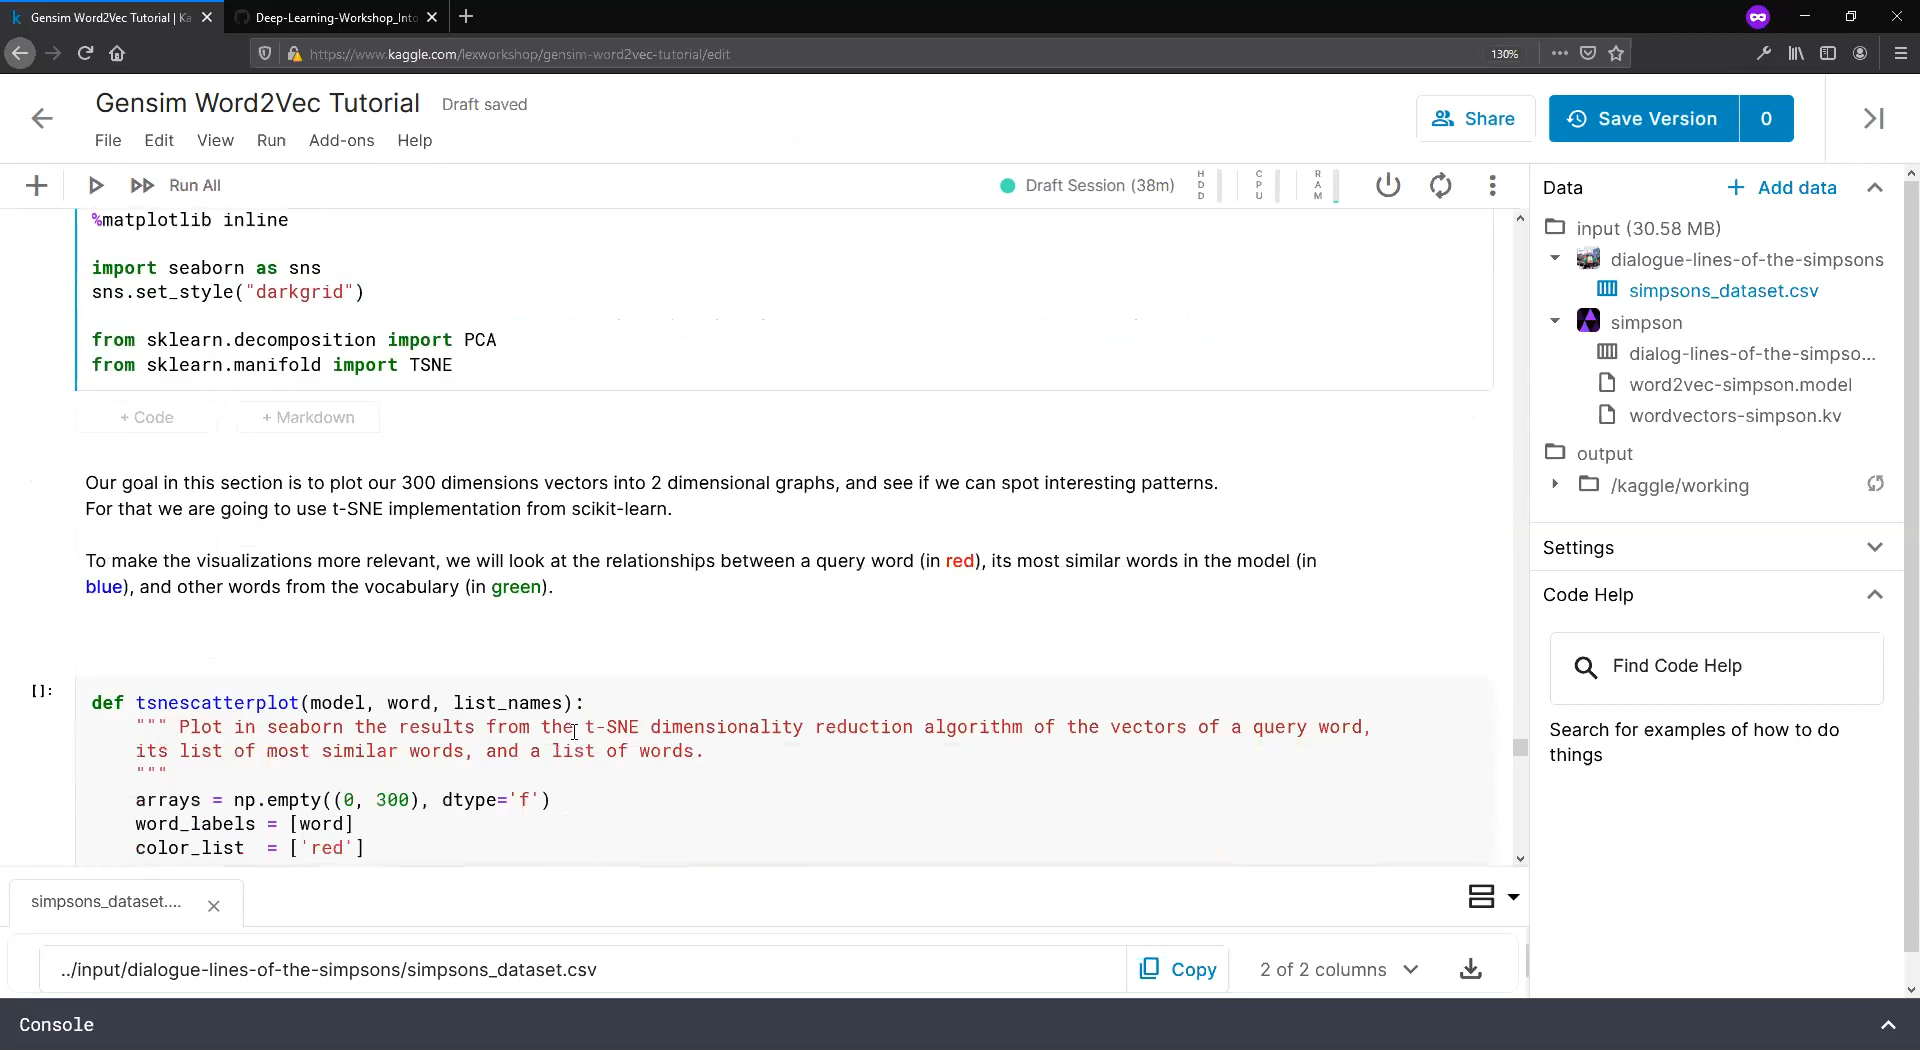 Gensim Word2Vec Tutorial | Ka
Deep-Learning-Workshop_Into
https://www.kaggle.com/lexworkshop/gensim-word2vec-tutorial/edit
130%
Gensim Word2Vec Tutorial Draft saved
File Edit View Run Add-ons Help
Share
Save Version 0
Run All
Draft Session (38m)
HDD
CPU
RAM
%matplotlib inline
import seaborn as sns
sns.set_style("darkgrid")
from sklearn.decomposition import PCA
from sklearn.manifold import TSNE
+ Code
+ Markdown
Our goal in this section is to plot our 300 dimensions vectors into 2 dimensional graphs, and see if we can spot interesting patterns.
For that we are going to use t-SNE implementation from scikit-learn.
To make the visualizations more relevant, we will look at the relationships between a query word (in red), its most similar words in the model (in
blue), and other words from the vocabulary (in green).
[]:
def tsnescatterplot(model, word, list_names):
""" Plot in seaborn the results from the t-SNE dimensionality reduction algorithm of the vectors of a query word,
its list of most similar words, and a list of words.
"""
arrays = np.empty((0, 300), dtype='f')
word_labels = [word]
color_list  = ['red']
Data
+ Add data
input (30.58 MB)
dialogue-lines-of-the-simpsons
simpsons_dataset.csv
simpson
dialog-lines-of-the-simpso...
word2vec-simpson.model
wordvectors-simpson.kv
output
/kaggle/working
Settings
Code Help
Find Code Help
Search for examples of how to do
things
simpsons_dataset....
../input/dialogue-lines-of-the-simpsons/simpsons_dataset.csv
Copy
2 of 2 columns
Console